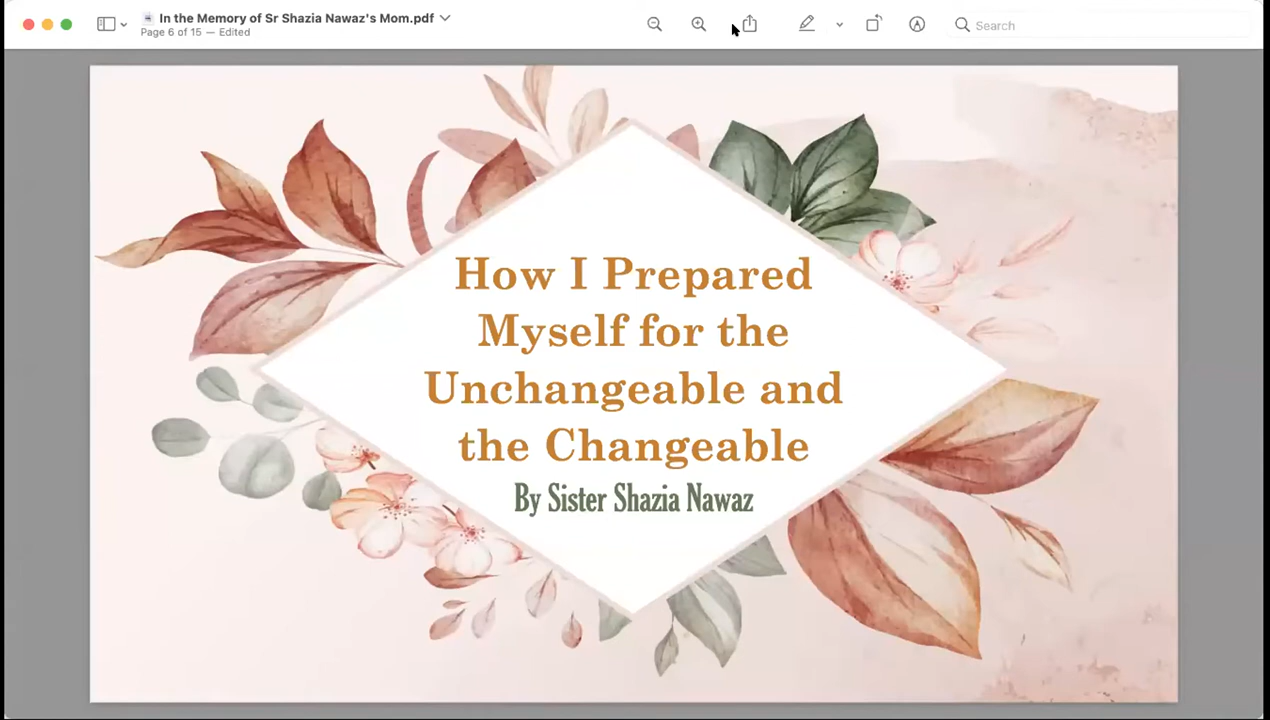 In the Memory of Sr Shazia Nawaz's Mom.pdf
Page 6 of 15 — Edited
Search
How I Prepared
Myself for the
Unchangeable and
the Changeable
By Sister Shazia Nawaz